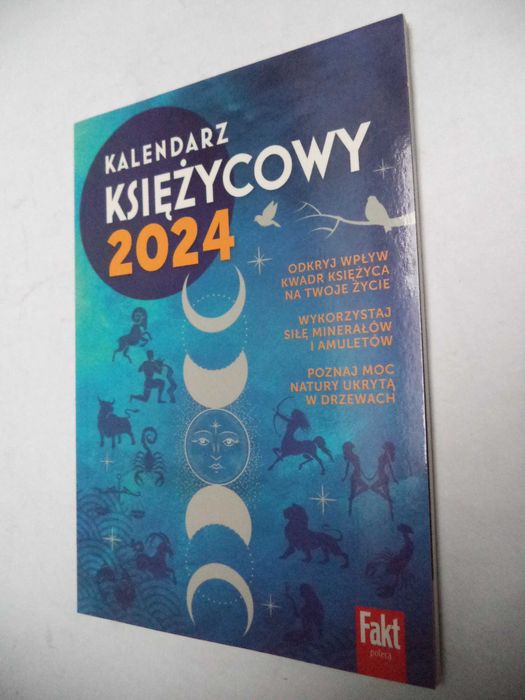 KALENDARZ
KSIĘŻYCOWY
2024
ODKRYJ WPŁYW
KWADR KSIĘŻYCA
NA TWOJE ŻYCIE
WYKORZYSTAJ
SIŁĘ MINERAŁÓW
I AMULETÓW
POZNAJ MOC
NATURY UKRYTĄ
W DRZEWACH
Fakt
poleca